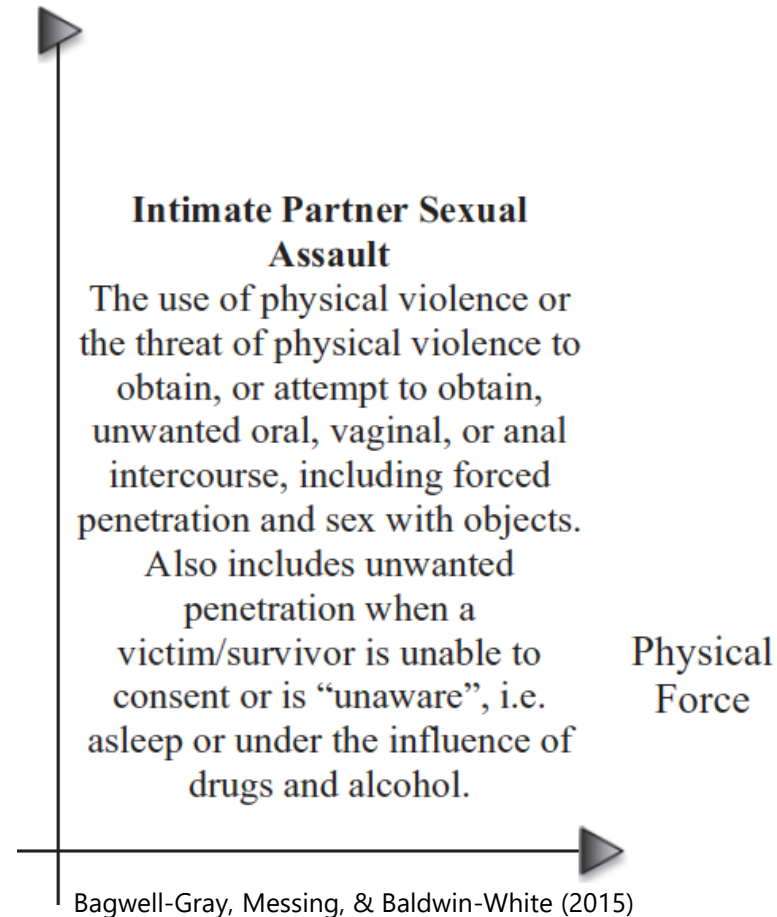 Intimate Partner Sexual
Assault
The use of physical violence or
the threat of physical violence to
obtain, or attempt to obtain,
unwanted oral, vaginal, or anal
intercourse, including forced
penetration and sex with objects.
Also includes unwanted
penetration when a
victim/survivor is unable to
consent or is “unaware”, i.e.
asleep or under the influence of
drugs and alcohol.
Physical
Force
Bagwell-Gray, Messing, & Baldwin-White (2015)